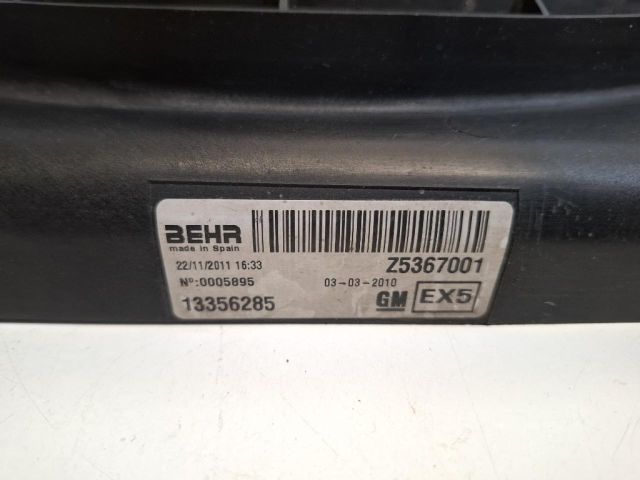 BEHR
made in Spain
22/11/2011 16:33
Z5367001
Nº:0005895
03-03-2010
13356285
GM
EX5